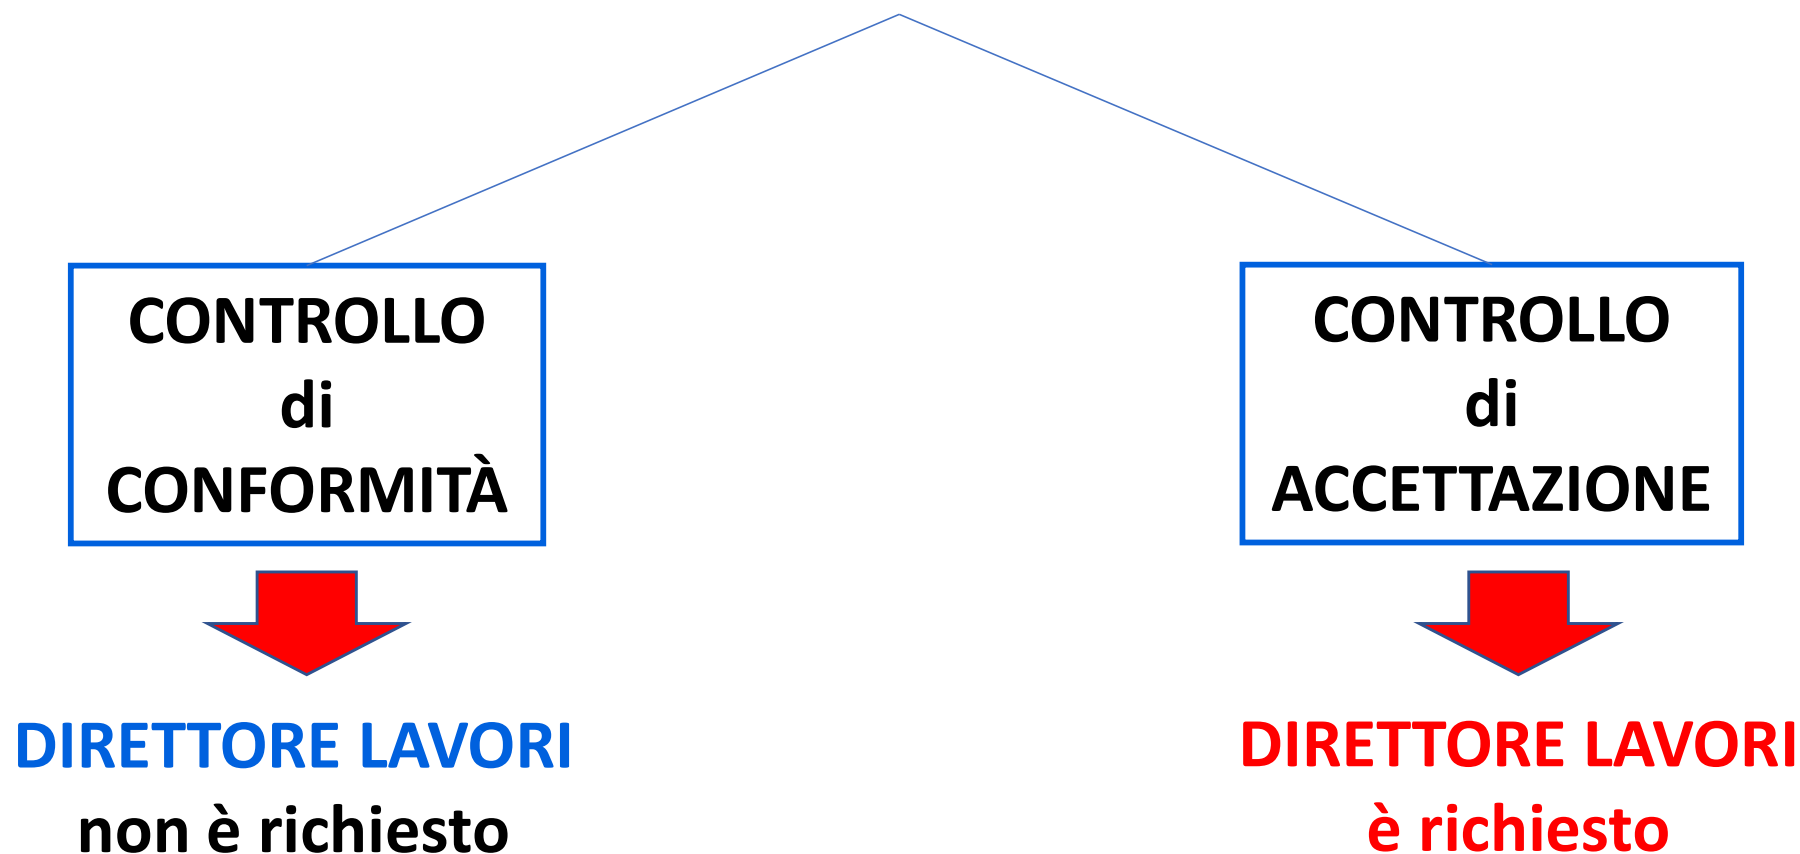 CONTROLLO
di
CONFORMITÀ
DIRETTORE LAVORI
non è richiesto
CONTROLLO
di
ACCETTAZIONE
DIRETTORE LAVORI
è richiesto